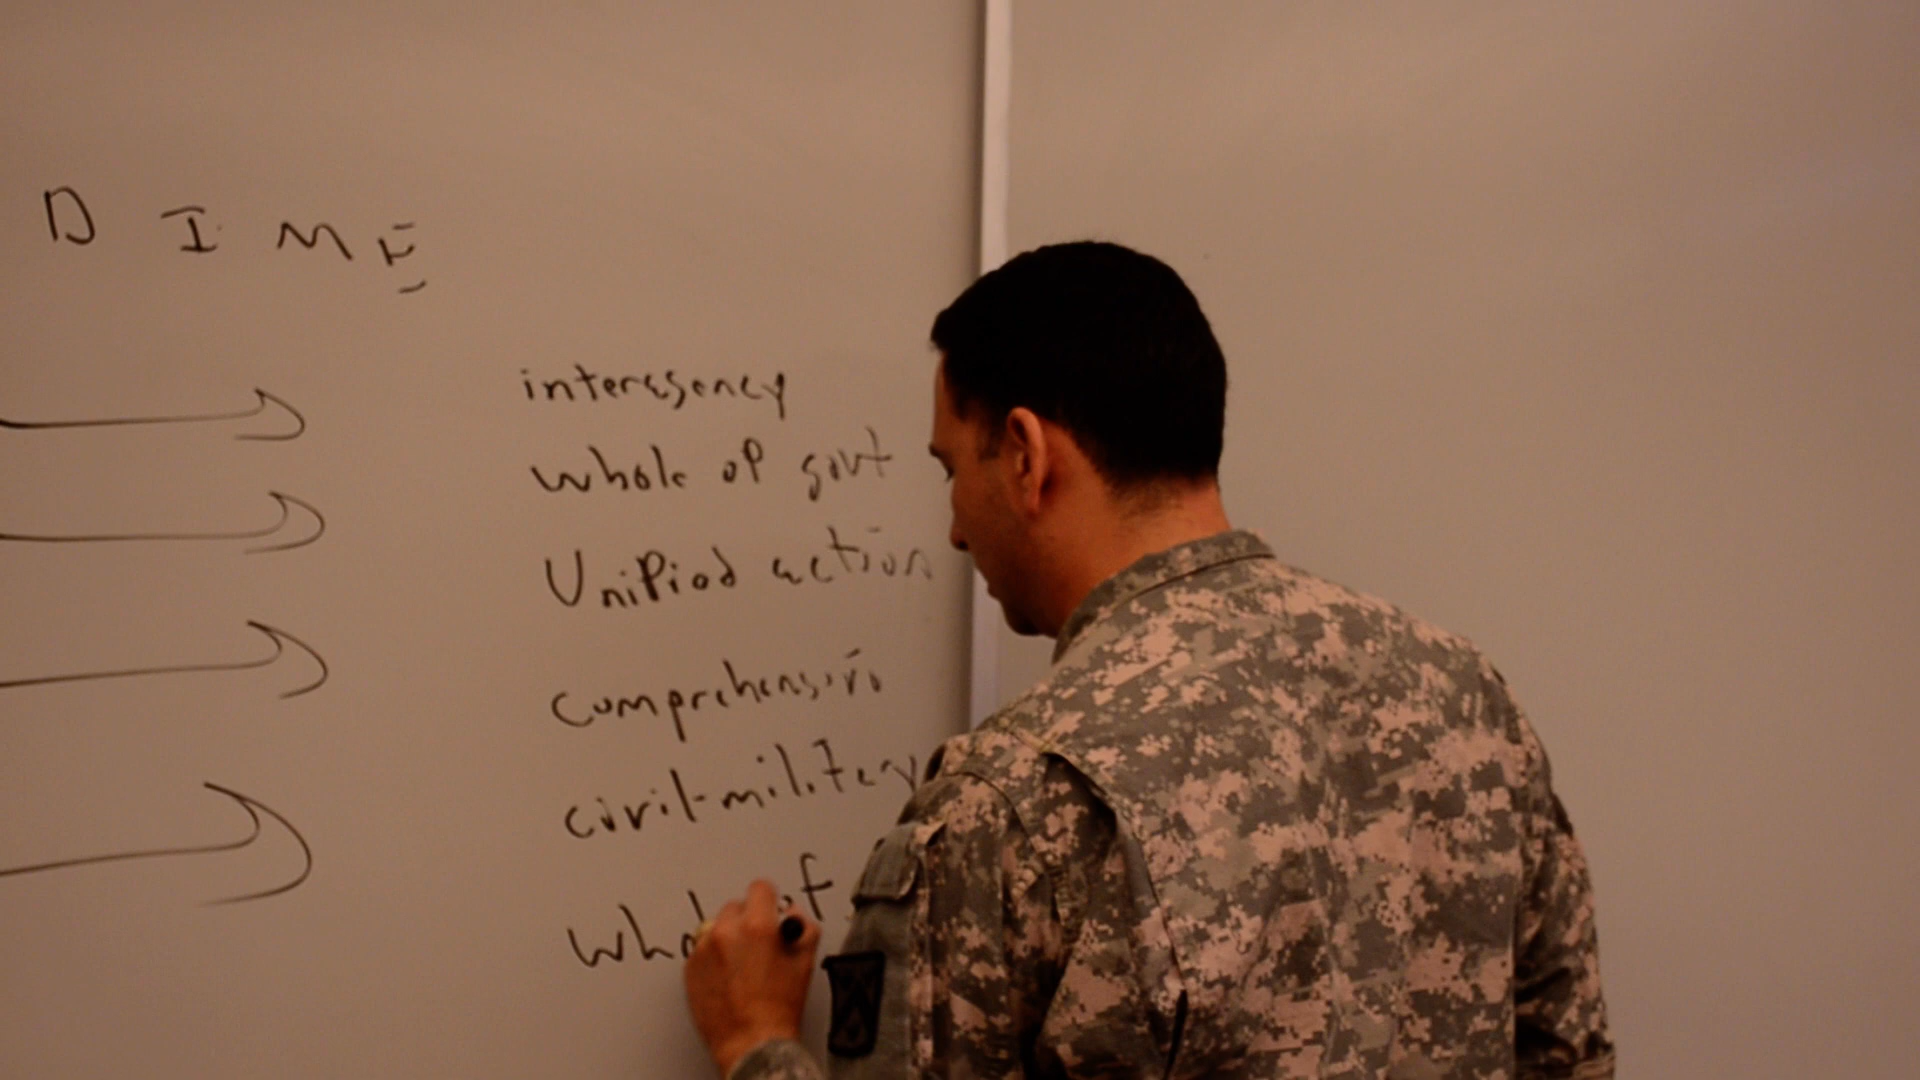 D I M E
interagency
whole of govt
Unified action
comprehensive
civil-military
whole of